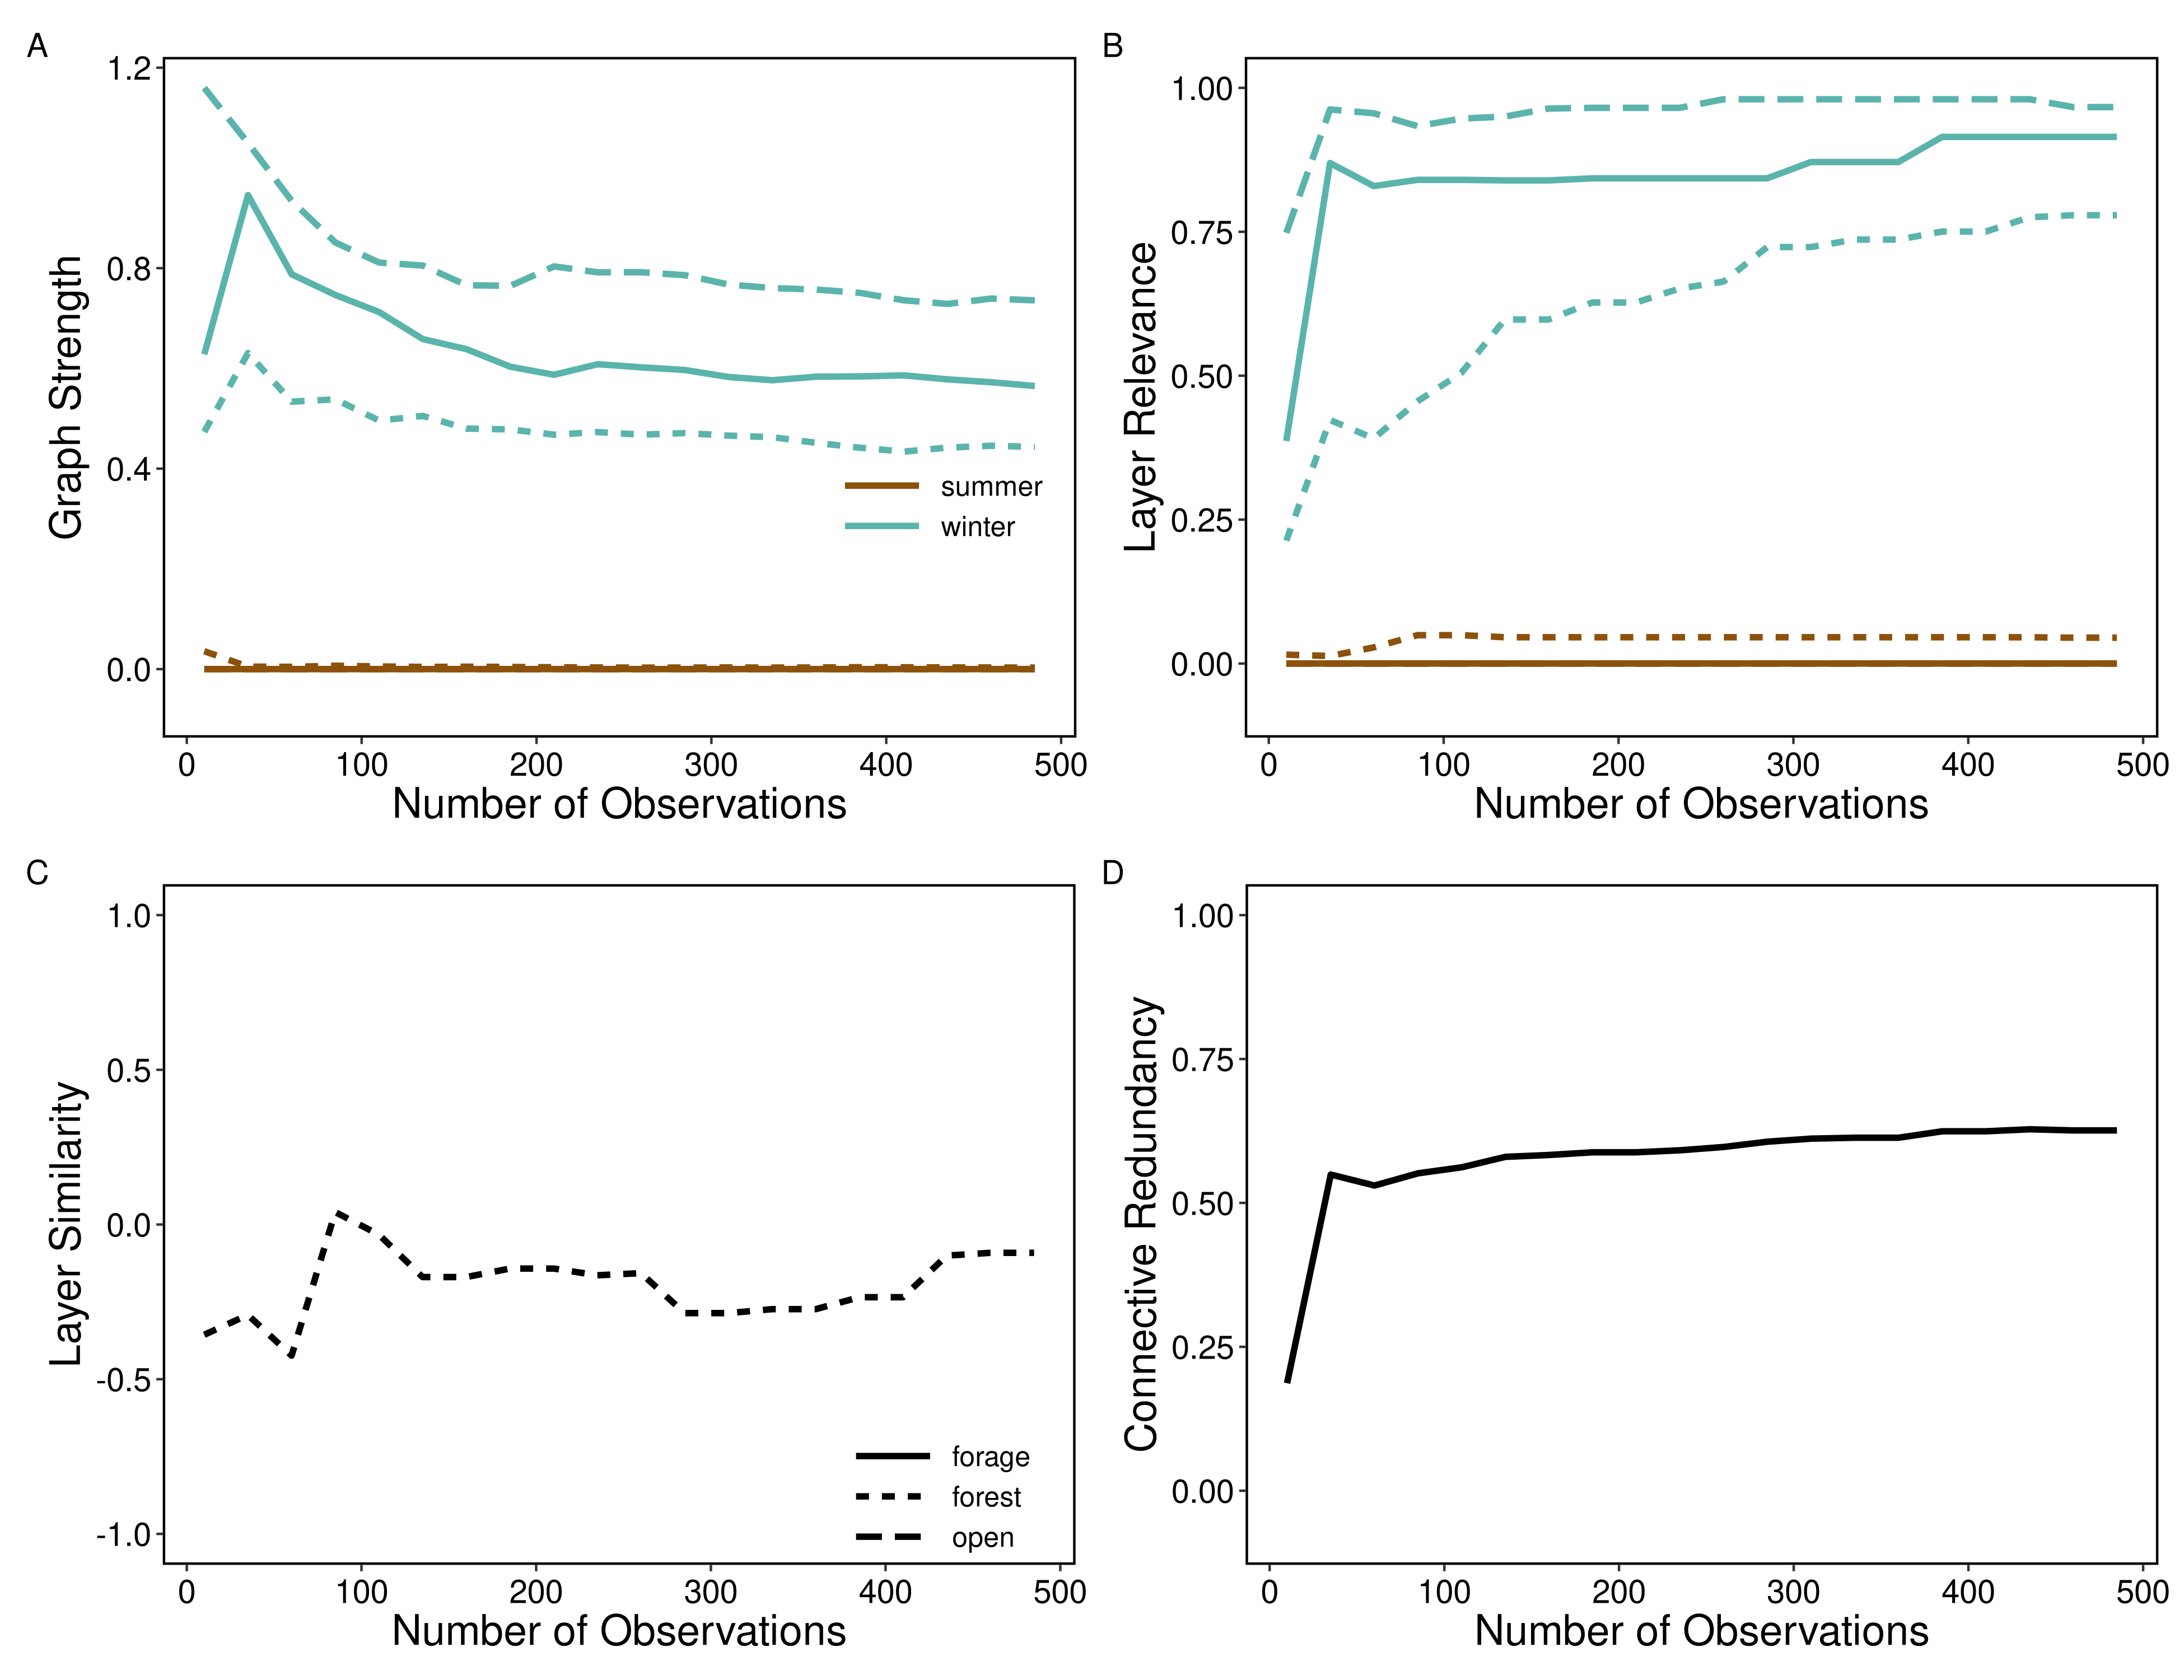 A
Graph Strength
1.2
0.8
0.4
0.0
summer
winter
0 100 200 300 400 500
Number of Observations
B
Layer Relevance
1.00
0.75
0.50
0.25
0.00
0 100 200 300 400 500
Number of Observations
C
Layer Similarity
1.0
0.5
0.0
-0.5
-1.0
forage
forest
open
0 100 200 300 400 500
Number of Observations
D
Connective Redundancy
1.00
0.75
0.50
0.25
0.00
0 100 200 300 400 500
Number of Observations